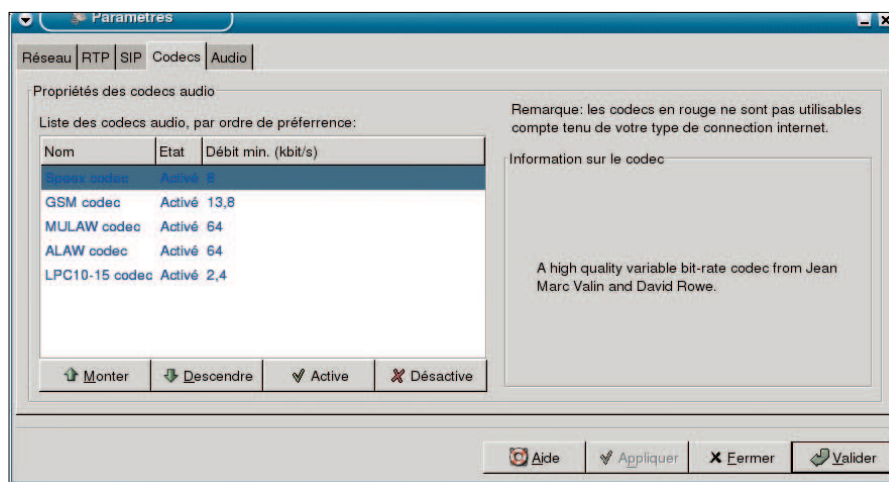 Paramètres
Réseau RTP SIP Codecs Audio
Propriétés des codecs audio
Liste des codecs audio, par ordre de préferrence:
Nom Etat Débit min. (kbit/s)
Speex codec Activé 8
GSM codec Activé 13,8
MULAW codec Activé 64
ALAW codec Activé 64
LPC10-15 codec Activé 2,4
Monter Descendre Active Désactive
Remarque: les codecs en rouge ne sont pas utilisables
compte tenu de votre type de connection internet.
Information sur le codec
A high quality variable bit-rate codec from Jean
Marc Valin and David Rowe.
Aide Appliquer Fermer Valider